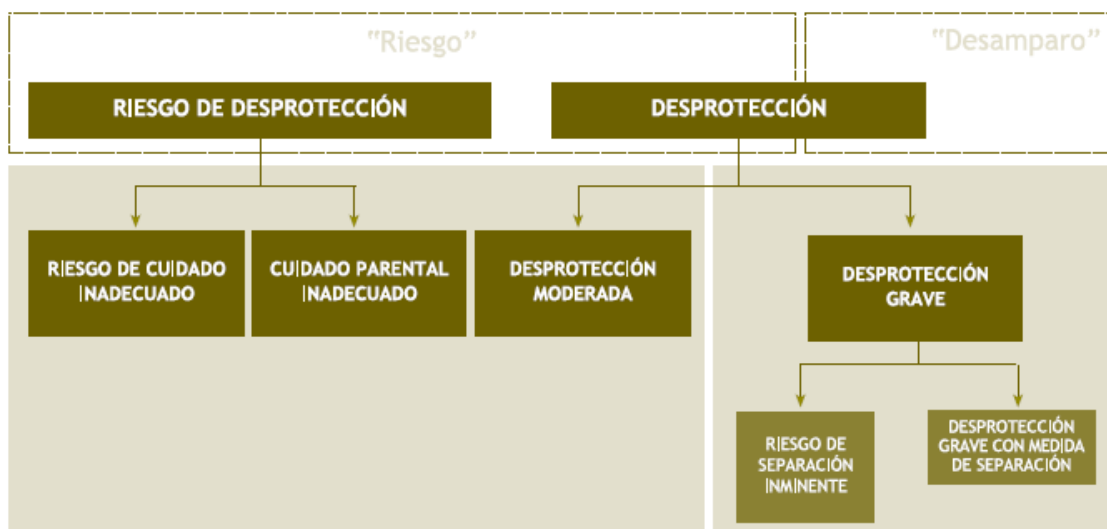 “Riesgo”
“Desamparo”
RIESGO DE DESPROTECCIÓN
DESPROTECCIÓN
RIESGO DE CUIDADO
INADECUADO
CUIDADO PARENTAL
INADECUADO
DESPROTECCIÓN
MODERADA
DESPROTECCIÓN
GRAVE
RIESGO DE
SEPARACIÓN
INMINENTE
DESPROTECCIÓN
GRAVE CON MEDIDA
DE SEPARACIÓN